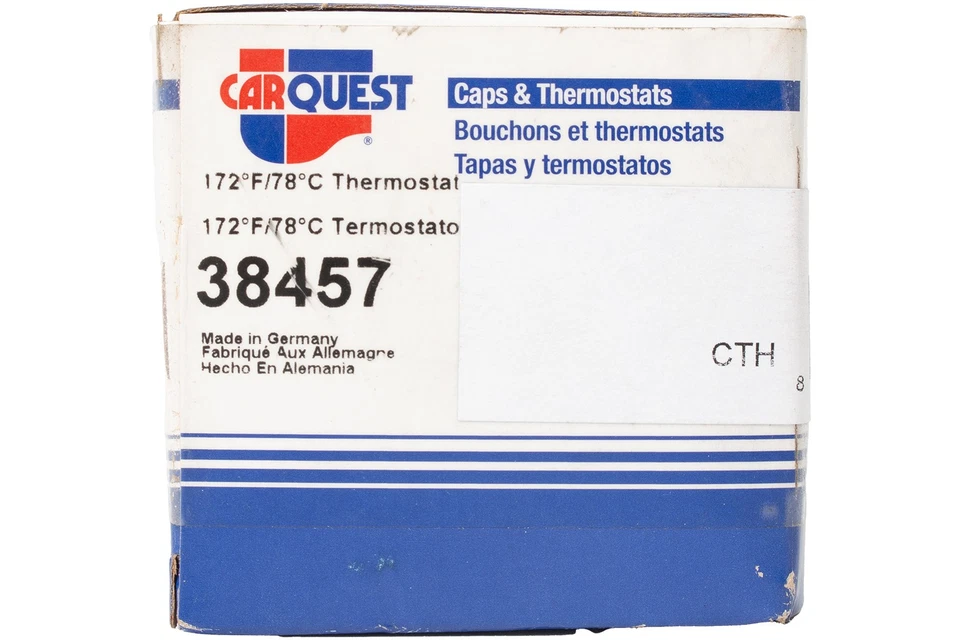 CARQUEST
®
Caps & Thermostats
Bouchons et thermostats
Tapas y termostatos
172°F/78°C Thermostat
172°F/78°C Termostato
38457
Made in Germany
Fabriqué Aux Allemagne
Hecho En Alemania
CTH
8